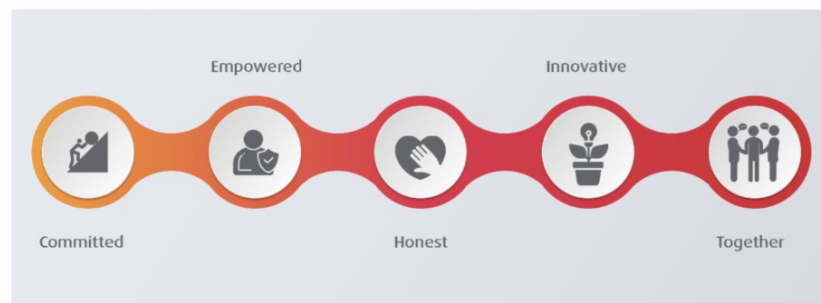 Empowered
Innovative
Committed
Honest
Together